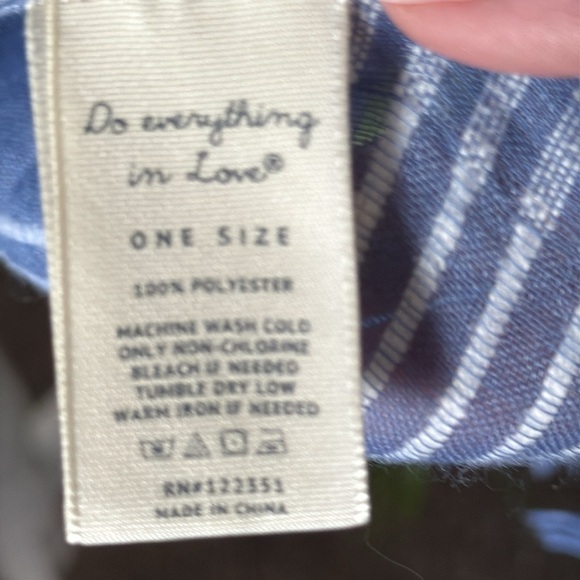 Do everything
in Love®
ONE SIZE
100% POLYESTER
MACHINE WASH COLD
ONLY NON-CHLORINE
BLEACH IF NEEDED
TUMBLE DRY LOW
WARM IRON IF NEEDED
RN#122351
MADE IN CHINA